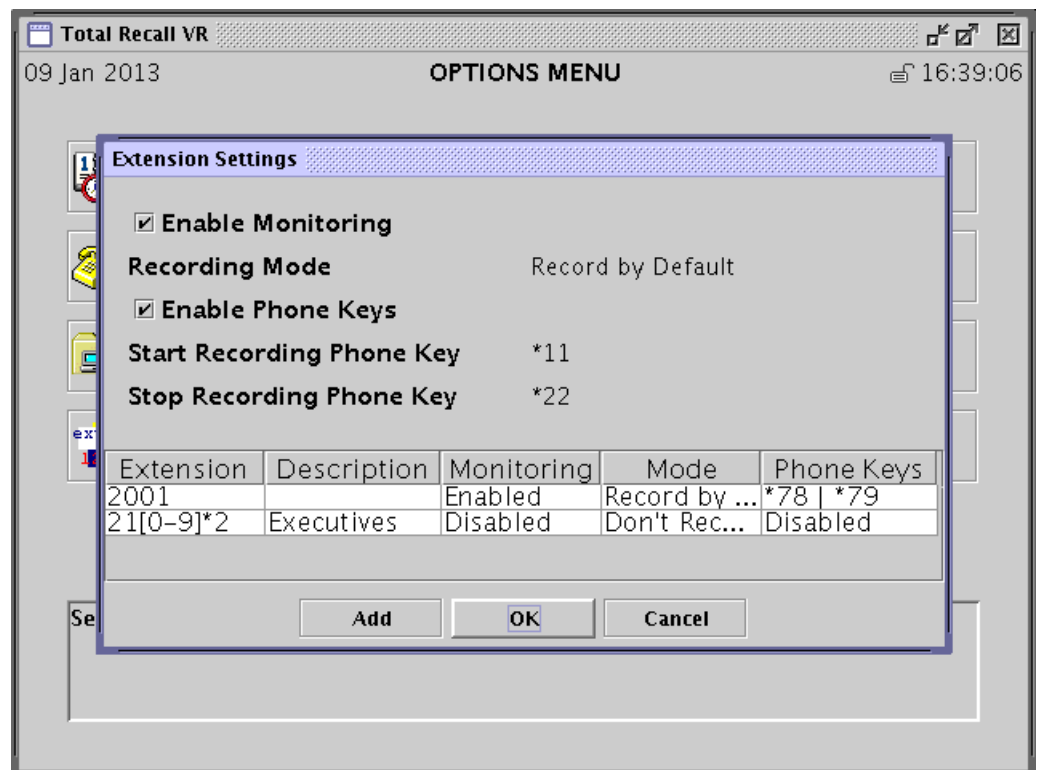 Total Recall VR
09 Jan 2013 OPTIONS MENU 16:39:06
Extension Settings
Enable Monitoring
Recording Mode Record by Default
Enable Phone Keys
Start Recording Phone Key *11
Stop Recording Phone Key *22
Extension Description Monitoring Mode Phone Keys
2001 Enabled Record by ... *78 | *79
21[0-9]*2 Executives Disabled Don't Rec... Disabled
Add OK Cancel